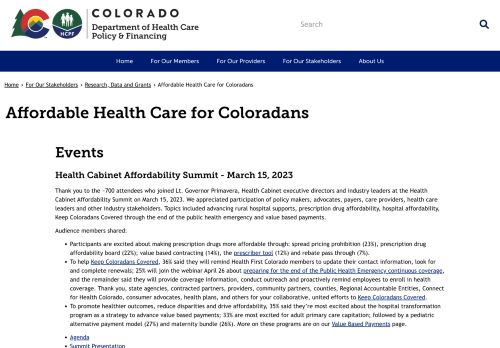 COLORADO
Department of Health Care
Policy & Financing
CO
HCPF
Search
Home
For Our Members
For Our Providers
For Our Stakeholders
About Us
Home › For Our Stakeholders › Research, Data and Grants › Affordable Health Care for Coloradans
Affordable Health Care for Coloradans
Events
Health Cabinet Affordability Summit - March 15, 2023
Thank you to the ~700 attendees who joined Lt. Governor Primavera, Health Cabinet executive directors and industry leaders at the Health
Cabinet Affordability Summit on March 15, 2023. We appreciated participation of policy makers, advocates, payers, care providers, health care
leaders and other industry stakeholders. Topics included advancing rural hospital supports, prescription drug affordability, hospital affordability,
Keep Coloradans Covered through the end of the public health emergency and value based payments.
Audience members shared:
• Participants are excited about making prescription drugs more affordable through: spread pricing prohibition (23%), prescription drug
affordability board (22%); value based contracting (14%), the prescriber tool (12%) and rebate pass through (7%).
• To help Keep Coloradans Covered, 36% said they will remind Health First Colorado members to update their contact information, look for
and complete renewals; 25% will join the webinar April 26 about preparing for the end of the Public Health Emergency continuous coverage,
and the remainder said they will provide coverage information, conduct outreach and proactively remind employees to enroll in health
coverage. Thank you, state agencies, contracted partners, providers, community partners, counties, Regional Accountable Entities, Connect
for Health Colorado, consumer advocates, health plans, and others for your collaborative, united efforts to Keep Coloradans Covered.
• To promote healthier outcomes, reduce disparities and drive affordability, 35% said they're most excited about the hospital transformation
program as a strategy to advance value based payments; 33% are most excited for adult primary care capitation; followed by a pediatric
alternative payment model (27%) and maternity bundle (26%). More on these programs are on our Value Based Payments page.
• Agenda
• Summit Presentation